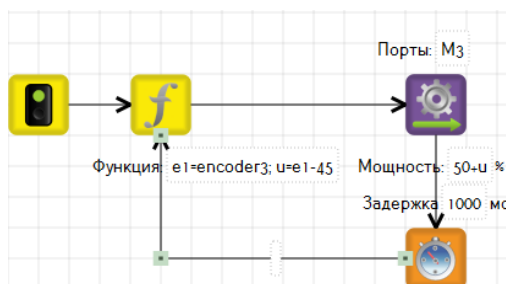 Порты: M3
f
Функция: e1=encoder3; u=e1-45
Мощность: 50+u %
Задержка 1000 мс